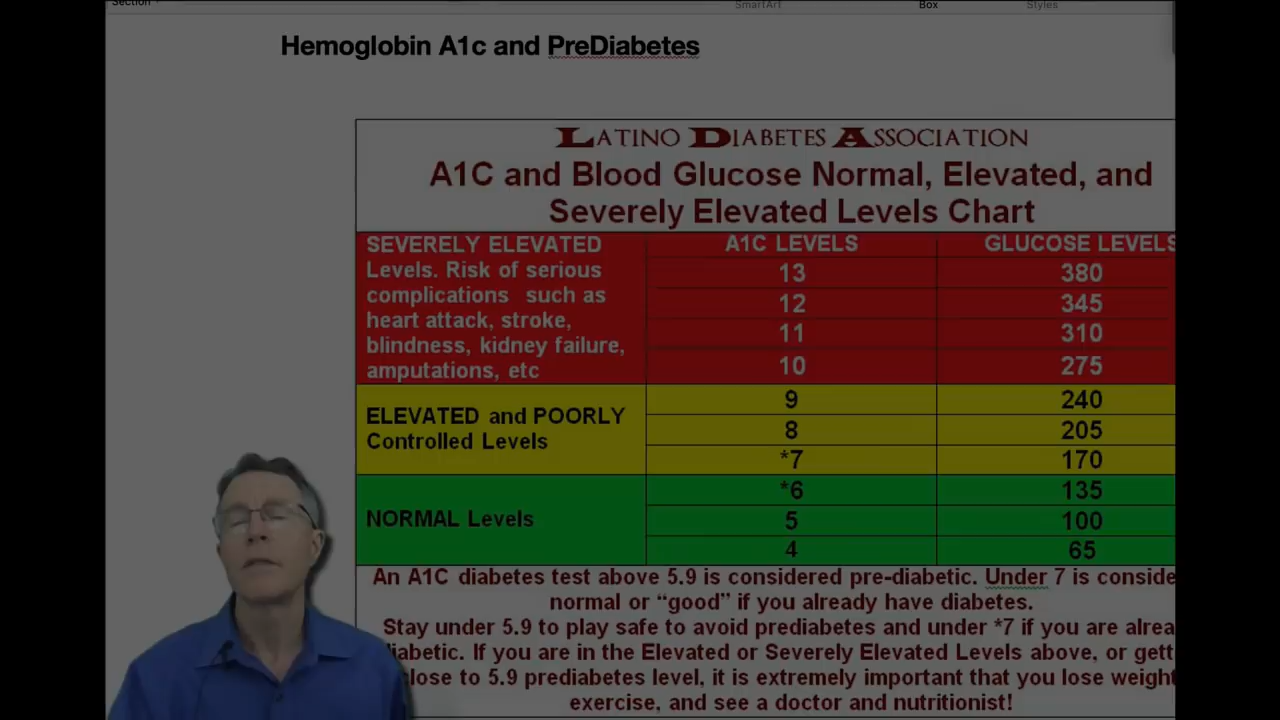 Section
SmartArt
Box
Styles
Hemoglobin A1c and PreDiabetes
LATINO DIABETES ASSOCIATION
A1C and Blood Glucose Normal, Elevated, and
Severely Elevated Levels Chart
SEVERELY ELEVATED
Levels. Risk of serious
complications such as
heart attack, stroke,
blindness, kidney failure,
amputations, etc
A1C LEVELS
GLUCOSE LEVELS
13
380
12
345
11
310
10
275
ELEVATED and POORLY
Controlled Levels
9
240
8
205
*7
170
NORMAL Levels
*6
135
5
100
4
65
An A1C diabetes test above 5.9 is considered pre-diabetic. Under 7 is conside
normal or “good” if you already have diabetes.
Stay under 5.9 to play safe to avoid prediabetes and under *7 if you are alrea
iabetic. If you are in the Elevated or Severely Elevated Levels above, or gett
close to 5.9 prediabetes level, it is extremely important that you lose weight
exercise, and see a doctor and nutritionist!